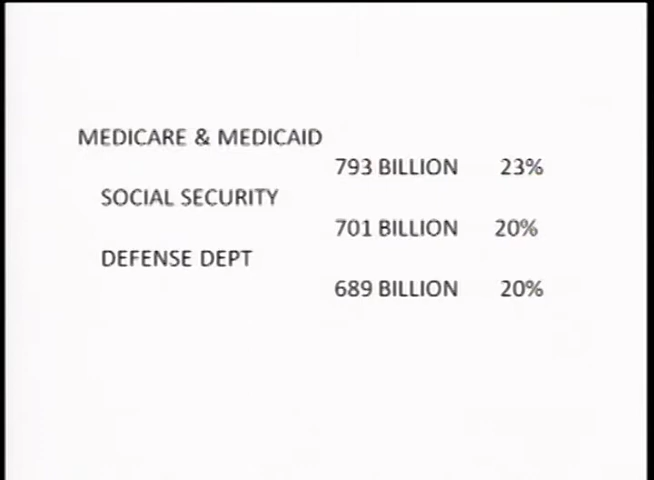 MEDICARE & MEDICAID
793 BILLION 23%
SOCIAL SECURITY
701 BILLION 20%
DEFENSE DEPT
689 BILLION 20%